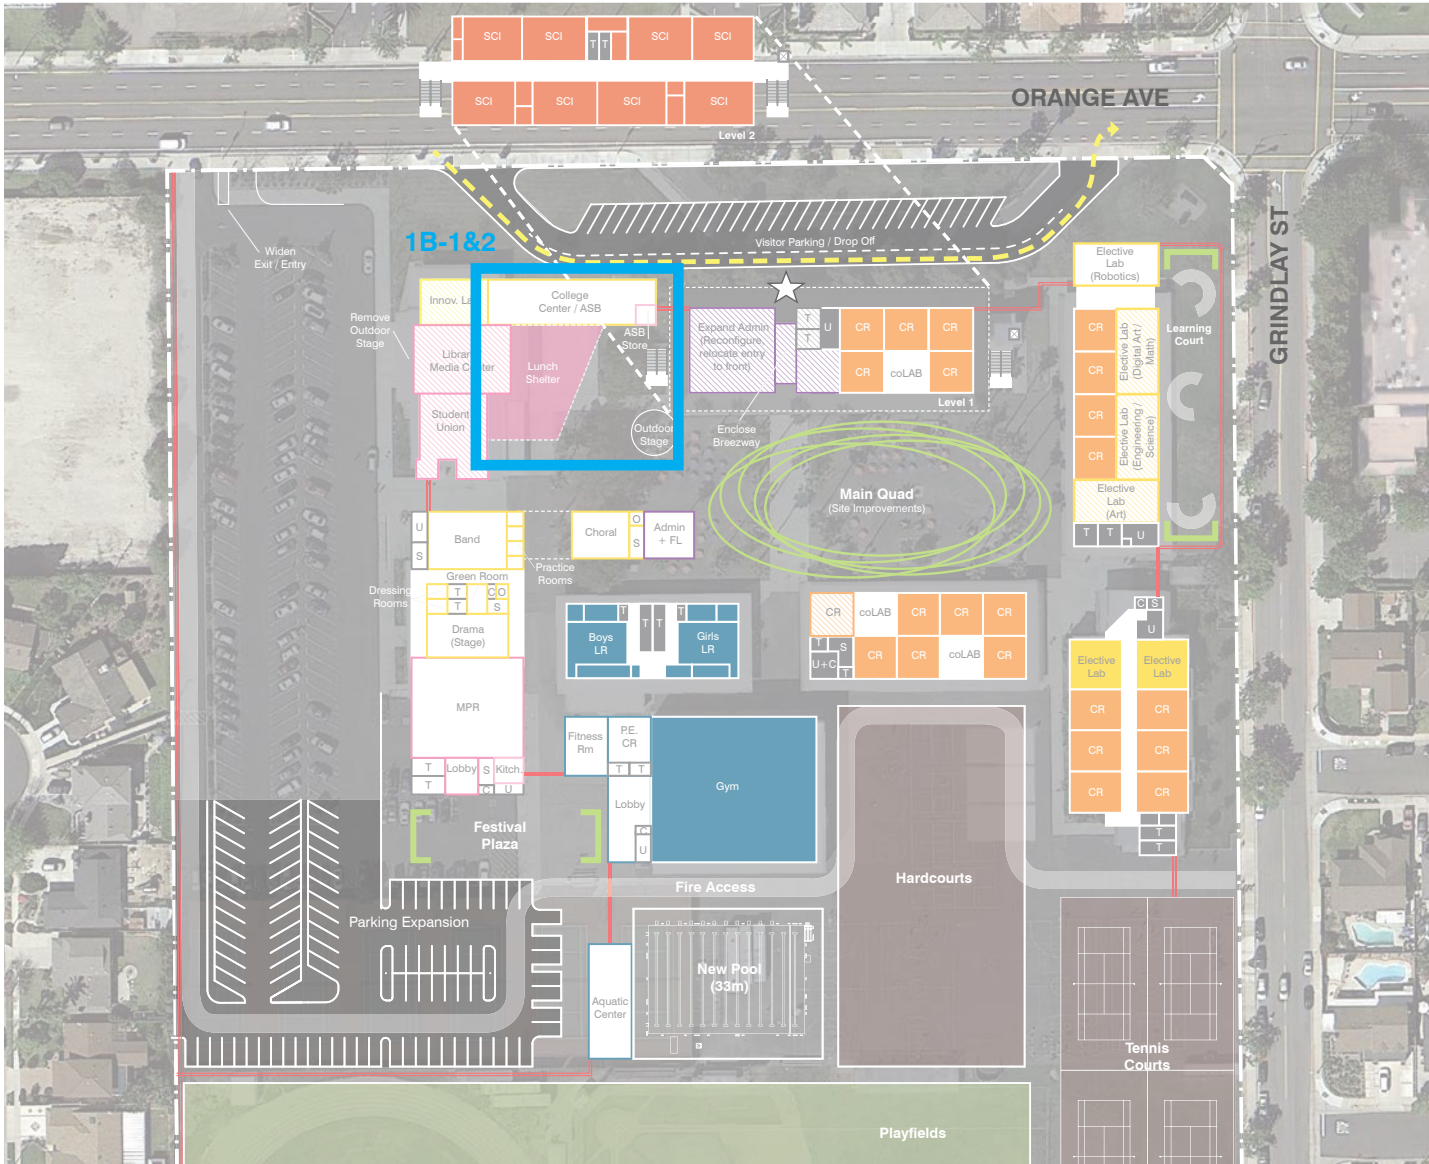 SCI
SCI
T
T
SCI
SCI
SCI
SCI
SCI
SCI
Level 2
ORANGE AVE
GRINDLAY ST
Visitor Parking / Drop Off
Widen
Exit / Entry
1B-1&2
Innov. La
College
Center / ASB
ASB
Store
Remove
Outdoor
Stage
Librar
Media Center
Lunch
Shelter
Student
Union
Outdoor
Stage
Expand Admin
(Reconfigure,
relocate entry
to front)
T
T
U
CR
CR
CR
CR
coLAB
CR
Level 1
Enclose
Breezway
Elective
Lab
(Robotics)
CR
CR
CR
CR
Elective Lab
(Digital Art /
Math)
Elective Lab
(Engineering /
Science)
Elective
Lab
(Art)
T
T
U
Learning
Court
Main Quad
(Site Improvements)
U
S
Band
Choral
O
S
Admin
+ FL
Practice
Rooms
Green Room
Dressing
Rooms
T
T
C
O
S
Drama
(Stage)
MPR
T
T
Lobby
S
Kitch.
C
U
Boys
LR
T
T
T
T
Girls
LR
CR
coLAB
CR
CR
CR
T
S
U+C
T
CR
CR
coLAB
CR
C
S
U
Elective
Lab
Elective
Lab
CR
CR
CR
CR
CR
CR
T
T
Fitness
Rm
P.E.
CR
T
T
Lobby
C
U
Gym
Festival
Plaza
Fire Access
Hardcourts
Parking Expansion
Aquatic
Center
New Pool
(33m)
Tennis
Courts
Playfields